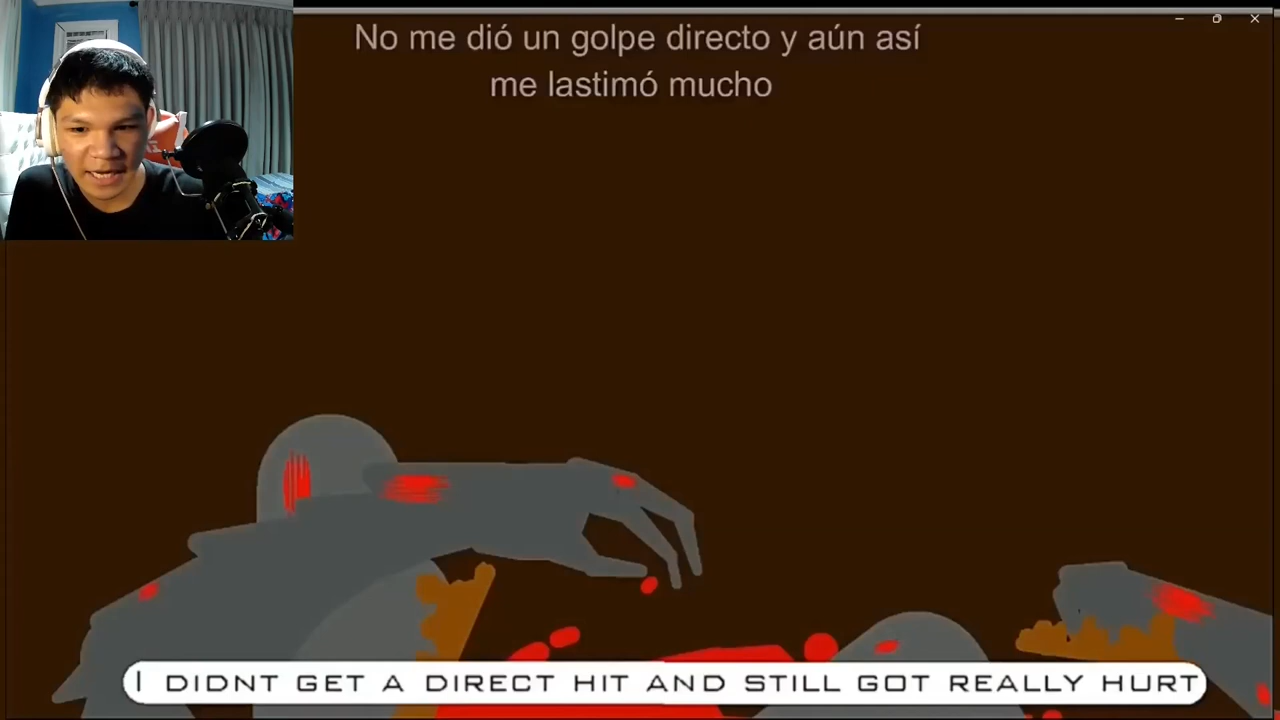 No me dió un golpe directo y aún así
me lastimó mucho
I DIDNT GET A DIRECT HIT AND STILL GOT REALLY HURT